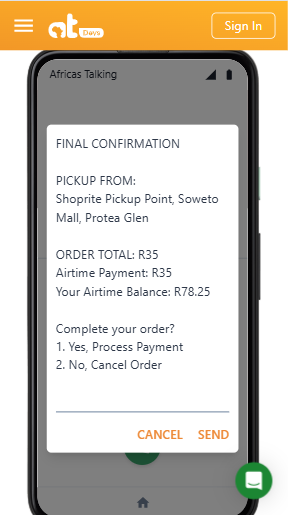 at
Days
Sign In
Africas Talking
FINAL CONFIRMATION
PICKUP FROM:
Shoprite Pickup Point, Soweto
Mall, Protea Glen
ORDER TOTAL: R35
Airtime Payment: R35
Your Airtime Balance: R78.25
Complete your order?
1. Yes, Process Payment
2. No, Cancel Order
CANCEL SEND